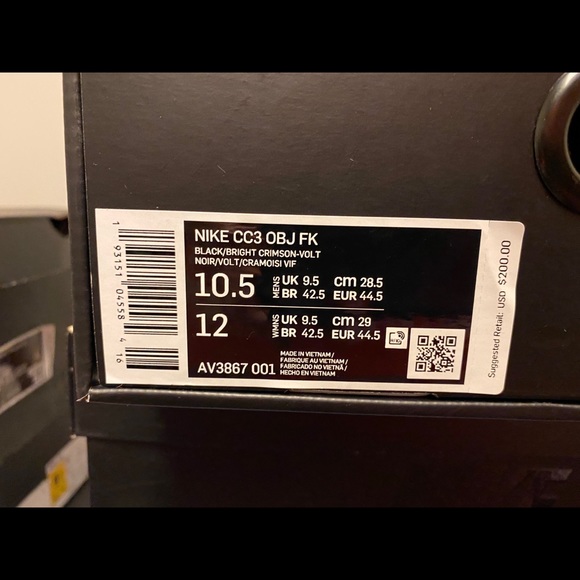 NIKE CC3 OBJ FK
BLACK/BRIGHT CRIMSON-VOLT
NOIR/VOLT/CRAMOISI VIF
10.5 MENS UK 9.5 cm 28.5
BR 42.5 EUR 44.5
12 WMNS UK 9.5 cm 29
BR 42.5 EUR 44.5
AV3867 001
MADE IN VIETNAM /
FABRIQUE AU VIETNAM /
FABRICADO NO VIETNÃ /
HECHO EN VIETNAM
1 93151 04558 4 16
Suggested Retail: USD $200.00